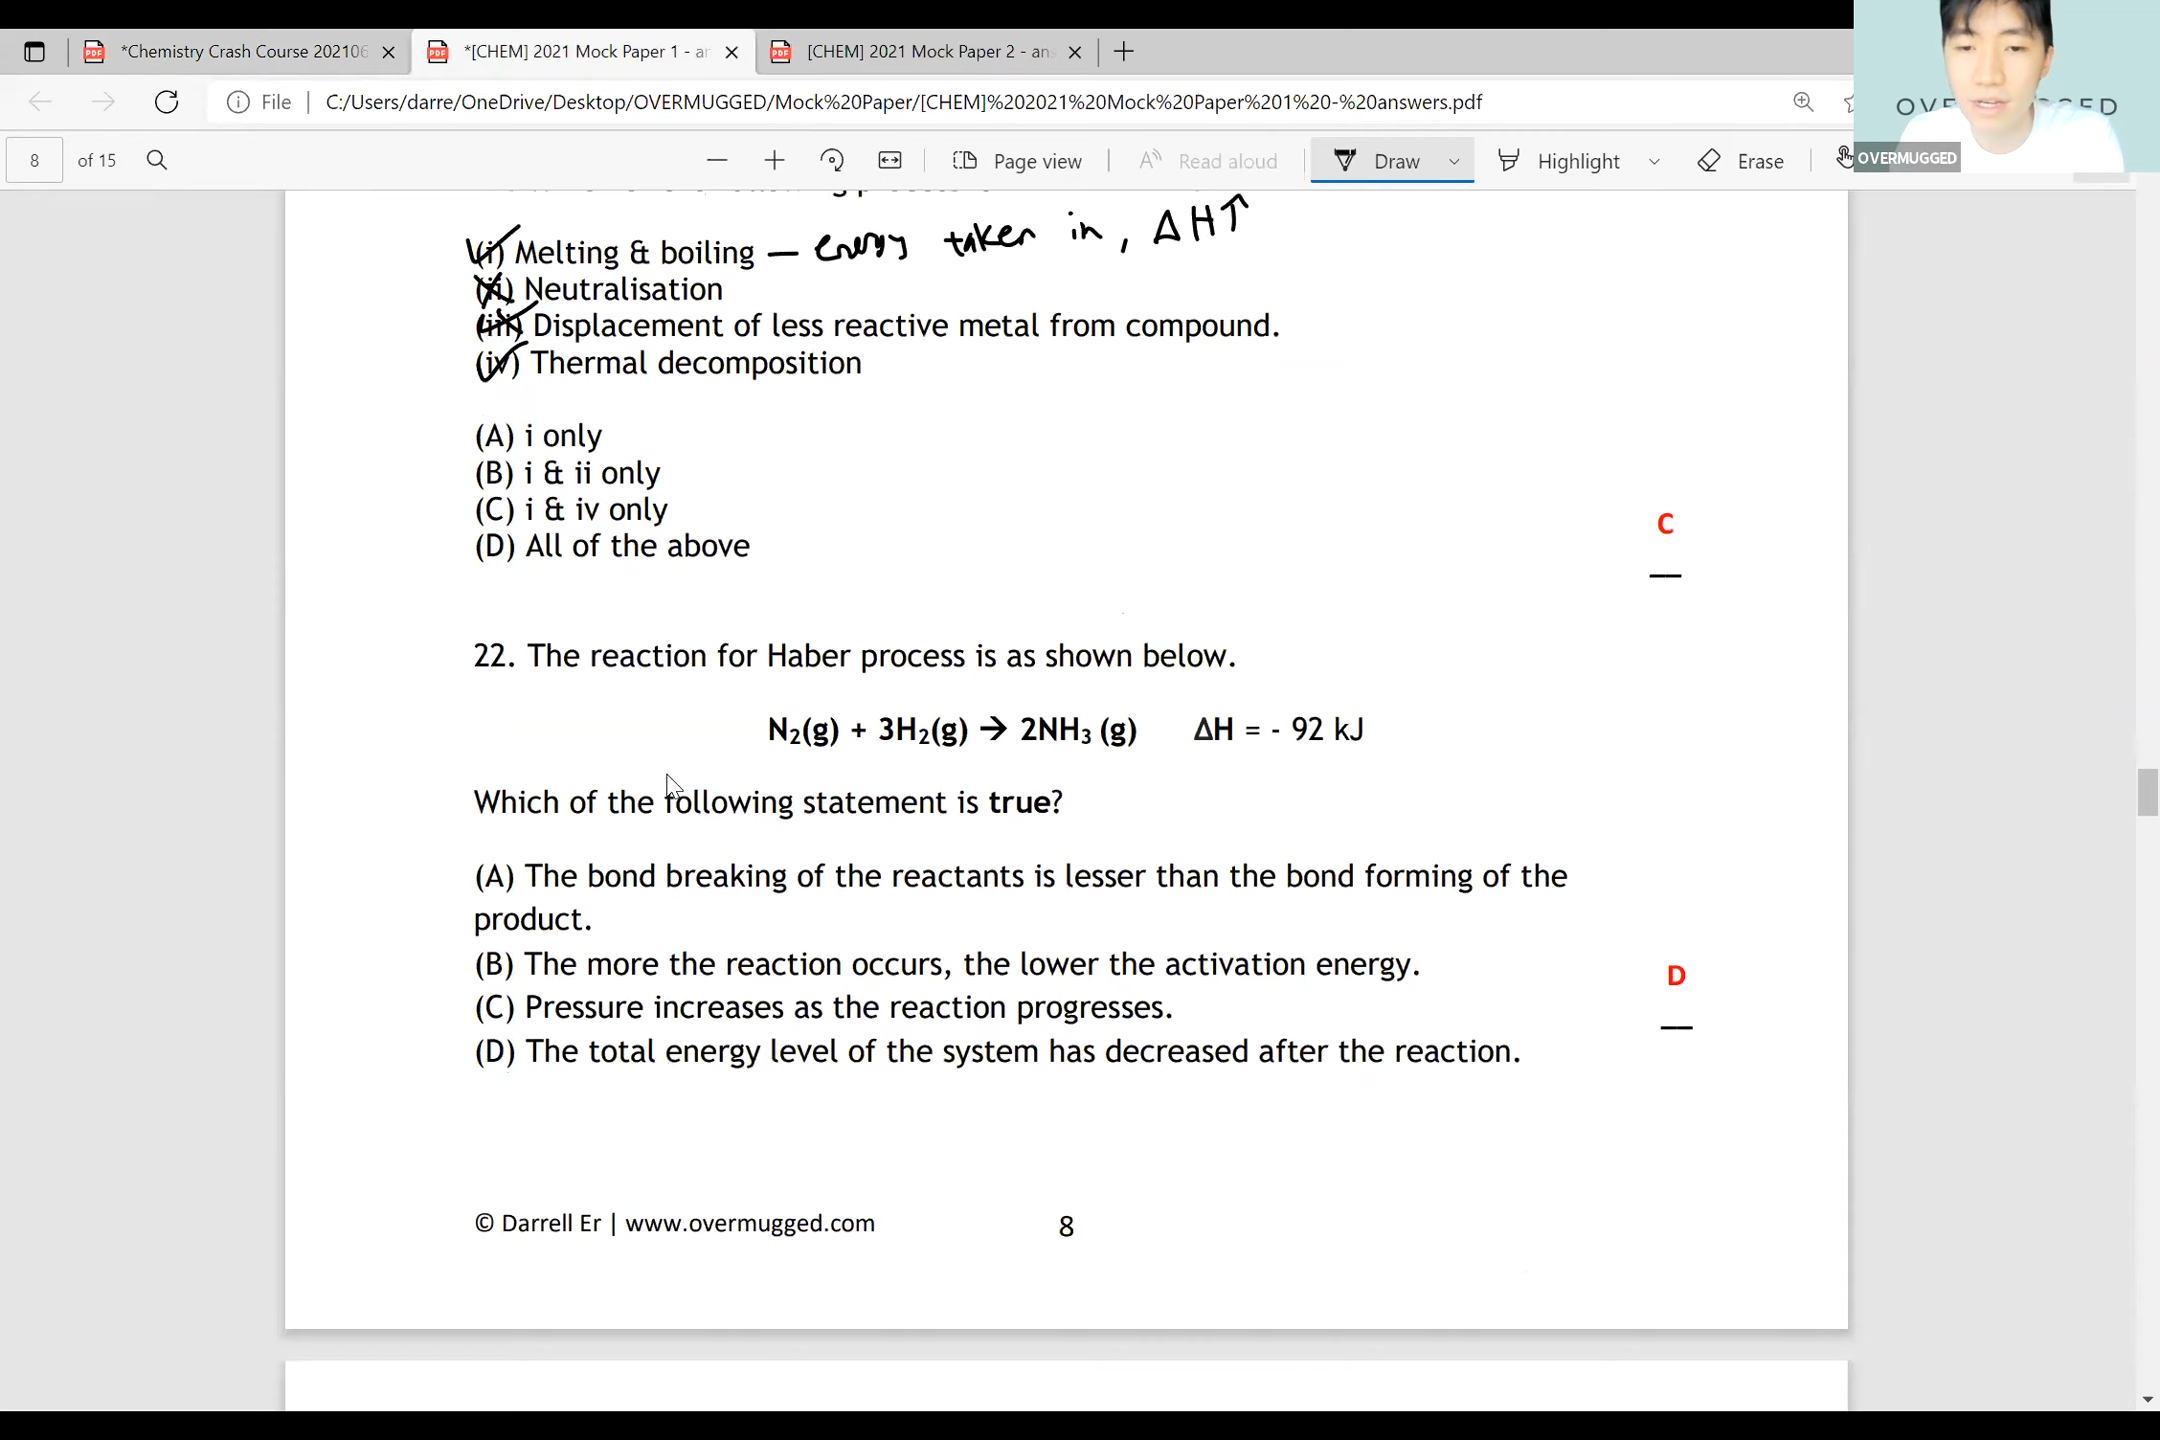 *Chemistry Crash Course 202106
*[CHEM] 2021 Mock Paper 1 - an
[CHEM] 2021 Mock Paper 2 - ans
File
C:/Users/darre/OneDrive/Desktop/OVERMUGGED/Mock%20Paper/[CHEM]%202021%20Mock%20Paper%201%20-%20answers.pdf
OVERMUGGED
8 of 15
Page view
Read aloud
Draw
Highlight
Erase
OVERMUGGED
(i) Melting & boiling — energy taken in, ΔH↑
(ii) Neutralisation
(iii) Displacement of less reactive metal from compound.
(iv) Thermal decomposition
(A) i only
(B) i & ii only
(C) i & iv only
(D) All of the above
C
22. The reaction for Haber process is as shown below.
N₂(g) + 3H₂(g) → 2NH₃ (g) ΔH = - 92 kJ
Which of the following statement is true?
(A) The bond breaking of the reactants is lesser than the bond forming of the
product.
(B) The more the reaction occurs, the lower the activation energy.
D
(C) Pressure increases as the reaction progresses.
(D) The total energy level of the system has decreased after the reaction.
© Darrell Er | www.overmugged.com
8